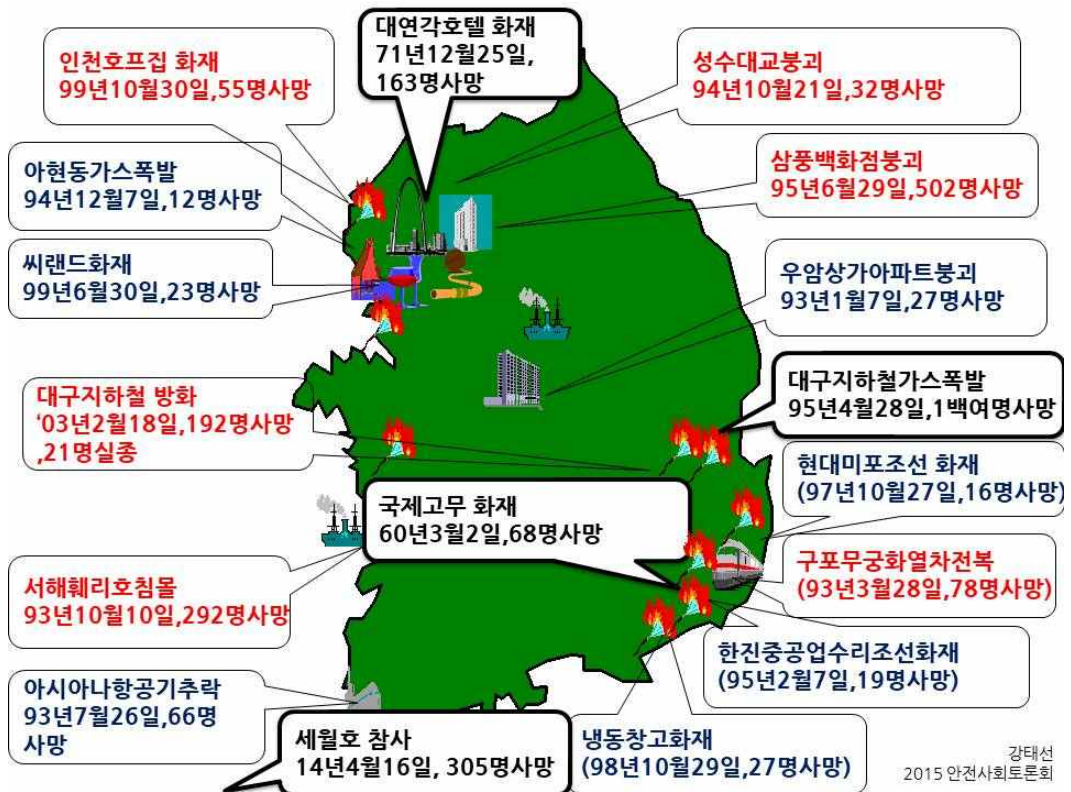 대연각호텔 화재
71년12월25일,
163명사망
인천호프집 화재
99년10월30일,55명사망
성수대교붕괴
94년10월21일,32명사망
아현동가스폭발
94년12월7일,12명사망
삼풍백화점붕괴
95년6월29일,502명사망
씨랜드화재
99년6월30일,23명사망
우암상가아파트붕괴
93년1월7일,27명사망
대구지하철 방화
‘03년2월18일,192명사망
,21명실종
대구지하철가스폭발
95년4월28일,1백여명사망
현대미포조선 화재
(97년10월27일,16명사망)
국제고무 화재
60년3월2일,68명사망
구포무궁화열차전복
(93년3월28일,78명사망)
서해훼리호침몰
93년10월10일,292명사망
한진중공업수리조선화재
(95년2월7일,19명사망)
아시아나항공기추락
93년7월26일,66명
사망
세월호 참사
14년4월16일, 305명사망
냉동창고화재
(98년10월29일,27명사망)
강태선
2015 안전사회토론회